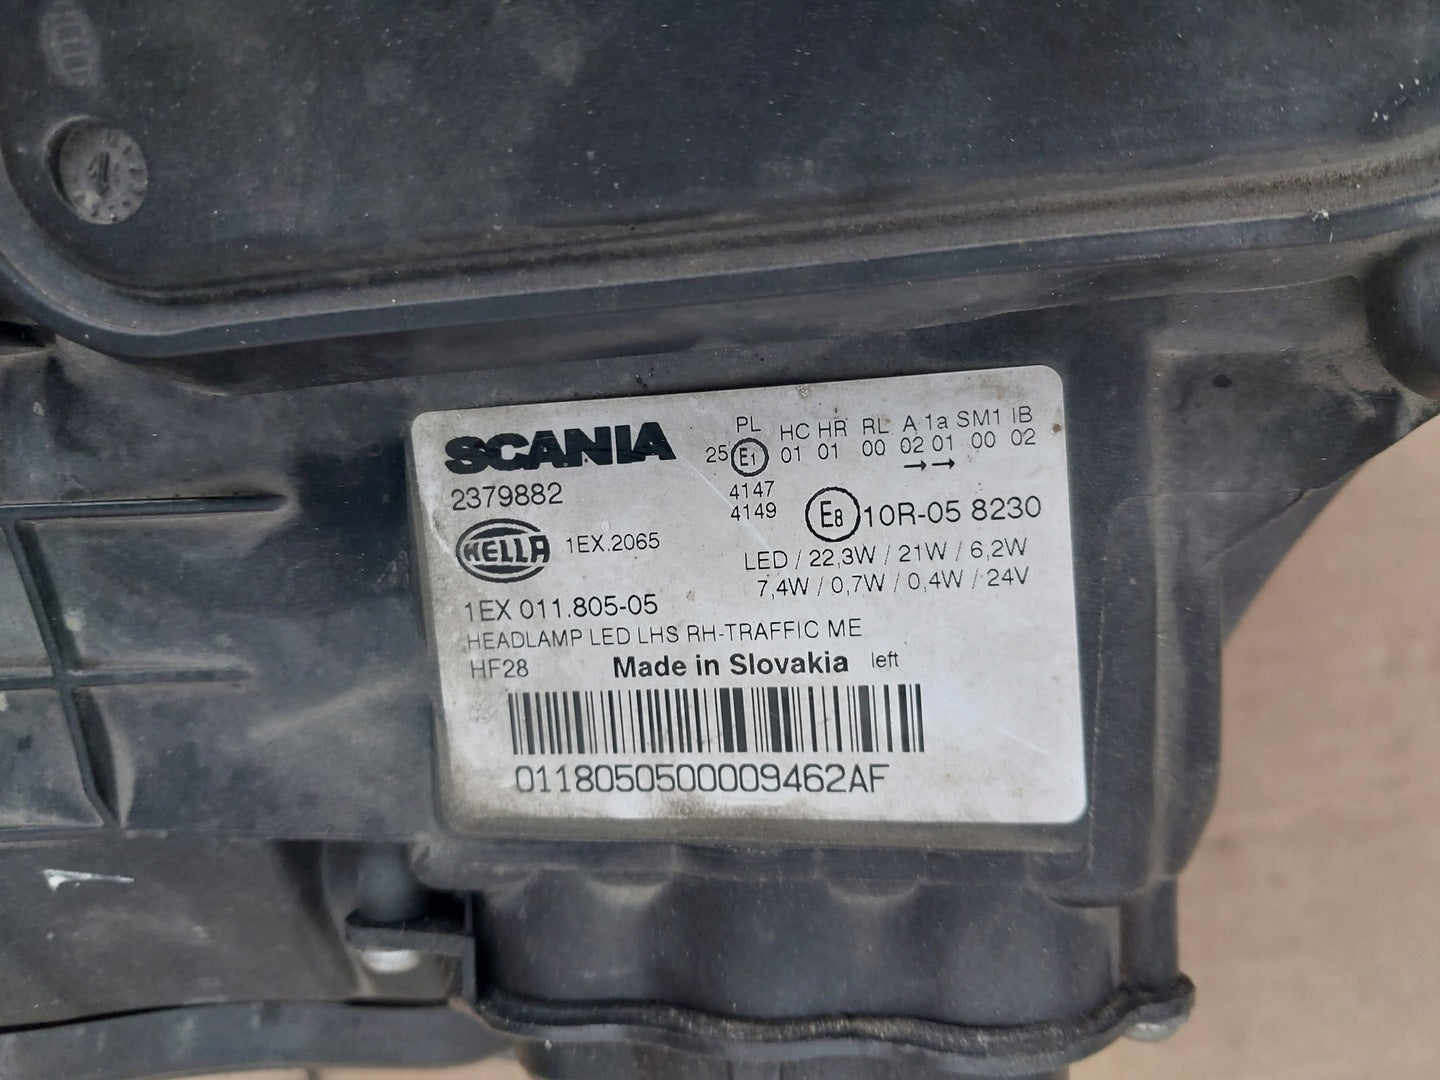 SCANIA
2379882
HELLA 1EX.2065
1EX 011.805-05
HEADLAMP LED LHS RH-TRAFFIC ME
HF28 Made in Slovakia left
PL HC HR RL A 1a SM1 IB
25 E1 01 01 00 02 01 00 02
→→
4147
4149
E8 10R-05 8230
LED / 22,3W / 21W / 6,2W
7,4W / 0,7W / 0,4W / 24V
0118050500009462AF